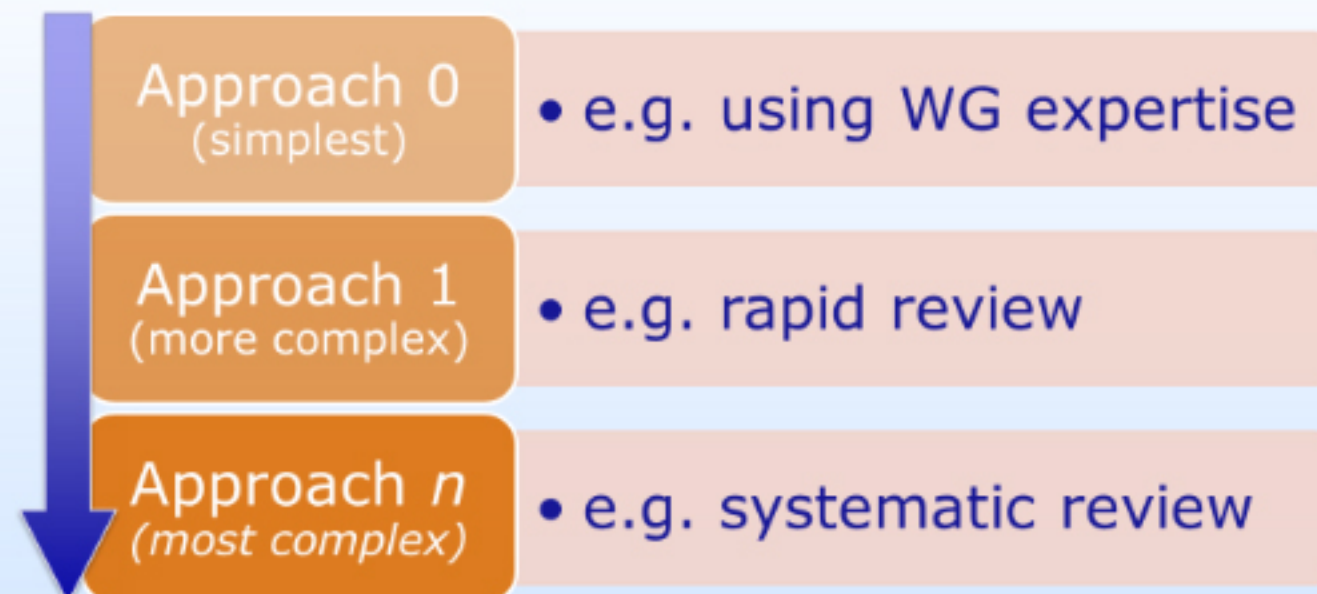 Approach 0
(simplest)
• e.g. using WG expertise
Approach 1
(more complex)
• e.g. rapid review
Approach n
(most complex)
• e.g. systematic review